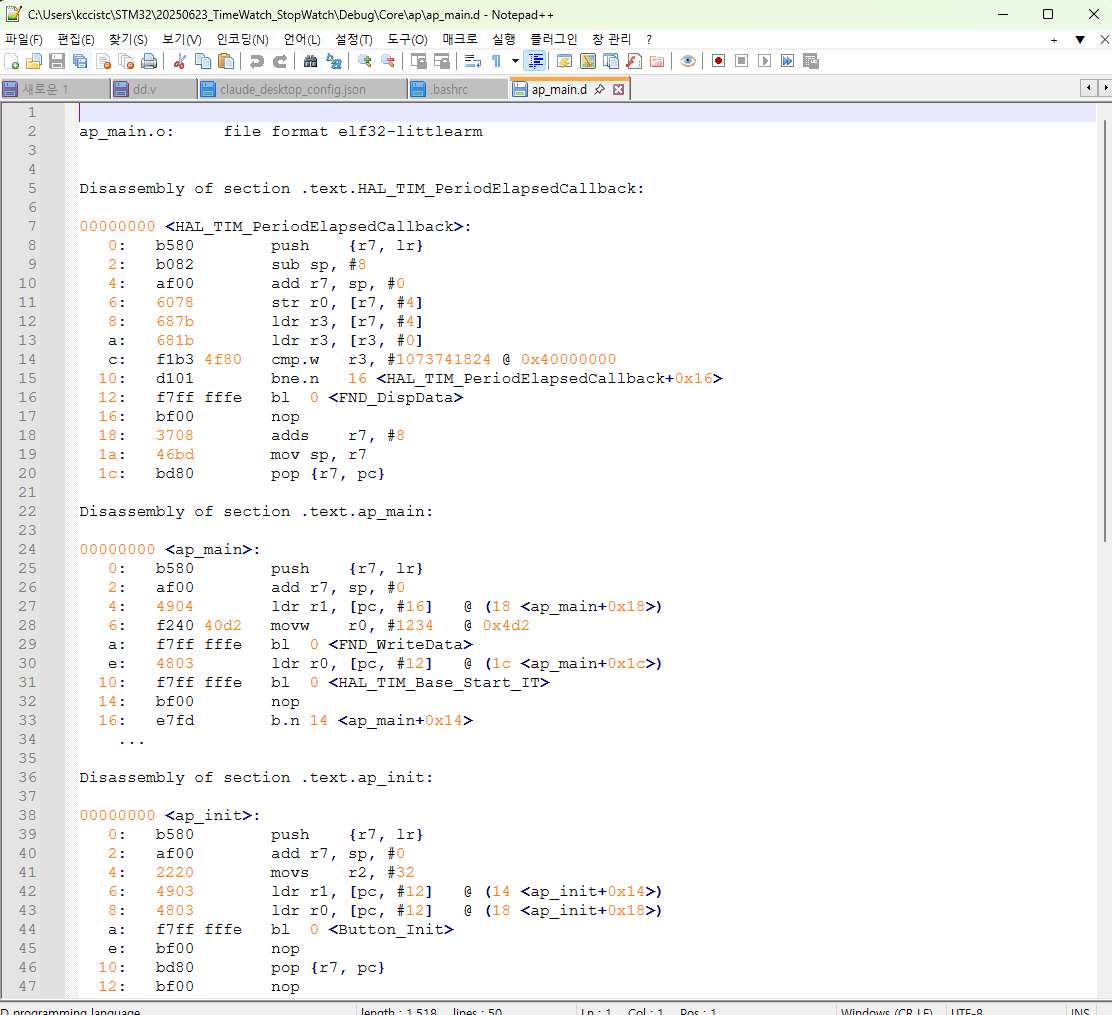 C:\Users\kccistc\STM32\20250623_TimeWatch_StopWatch\Debug\Core\ap\ap_main.d - Notepad++
파일(F) 편집(E) 찾기(S) 보기(V) 인코딩(N) 언어(L) 설정(T) 도구(O) 매크로 실행 플러그인 창 관리 ? + ▼ X
새로운 1 dd.v claude_desktop_config.json .bashrc ap_main.d
1
2 ap_main.o:     file format elf32-littlearm
3
4
5 Disassembly of section .text.HAL_TIM_PeriodElapsedCallback:
6
7 00000000 <HAL_TIM_PeriodElapsedCallback>:
8    0:   b580        push    {r7, lr}
9    2:   b082        sub sp, #8
10    4:   af00        add r7, sp, #0
11    6:   6078        str r0, [r7, #4]
12    8:   687b        ldr r3, [r7, #4]
13    a:   681b        ldr r3, [r3, #0]
14    c:   f1b3 4f80   cmp.w   r3, #1073741824 @ 0x40000000
15   10:   d101        bne.n   16 <HAL_TIM_PeriodElapsedCallback+0x16>
16   12:   f7ff fffe   bl  0 <FND_DispData>
17   16:   bf00        nop
18   18:   3708        adds    r7, #8
19   1a:   46bd        mov sp, r7
20   1c:   bd80        pop {r7, pc}
21
22 Disassembly of section .text.ap_main:
23
24 00000000 <ap_main>:
25    0:   b580        push    {r7, lr}
26    2:   af00        add r7, sp, #0
27    4:   4904        ldr r1, [pc, #16]   @ (18 <ap_main+0x18>)
28    6:   f240 40d2   movw    r0, #1234   @ 0x4d2
29    a:   f7ff fffe   bl  0 <FND_WriteData>
30    e:   4803        ldr r0, [pc, #12]   @ (1c <ap_main+0x1c>)
31   10:   f7ff fffe   bl  0 <HAL_TIM_Base_Start_IT>
32   14:   bf00        nop
33   16:   e7fd        b.n 14 <ap_main+0x14>
34     ...
35
36 Disassembly of section .text.ap_init:
37
38 00000000 <ap_init>:
39    0:   b580        push    {r7, lr}
40    2:   af00        add r7, sp, #0
41    4:   2220        movs    r2, #32
42    6:   4903        ldr r1, [pc, #12]   @ (14 <ap_init+0x14>)
43    8:   4803        ldr r0, [pc, #12]   @ (18 <ap_init+0x18>)
44    a:   f7ff fffe   bl  0 <Button_Init>
45    e:   bf00        nop
46   10:   bd80        pop {r7, pc}
47   12:   bf00        nop
D programming language length : 1,518 lines : 50 Ln : 1 Col : 1 Pos : 1 Windows (CR LF) UTF-8 INS